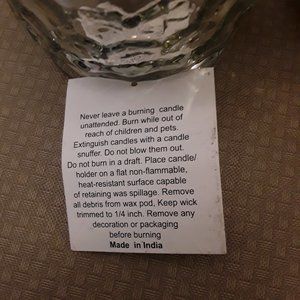 Never leave a burning candle
unattended. Burn while out of
reach of children and pets.
Extinguish candles with a candle
snuffer. Do not blow them out.
Do not burn in a draft. Place candle/
holder on a flat non-flammable,
heat-resistant surface capable
of retaining was spillage. Remove
all debris from wax pod, Keep wick
trimmed to 1/4 inch. Remove any
decoration or packaging
before burning
Made in India